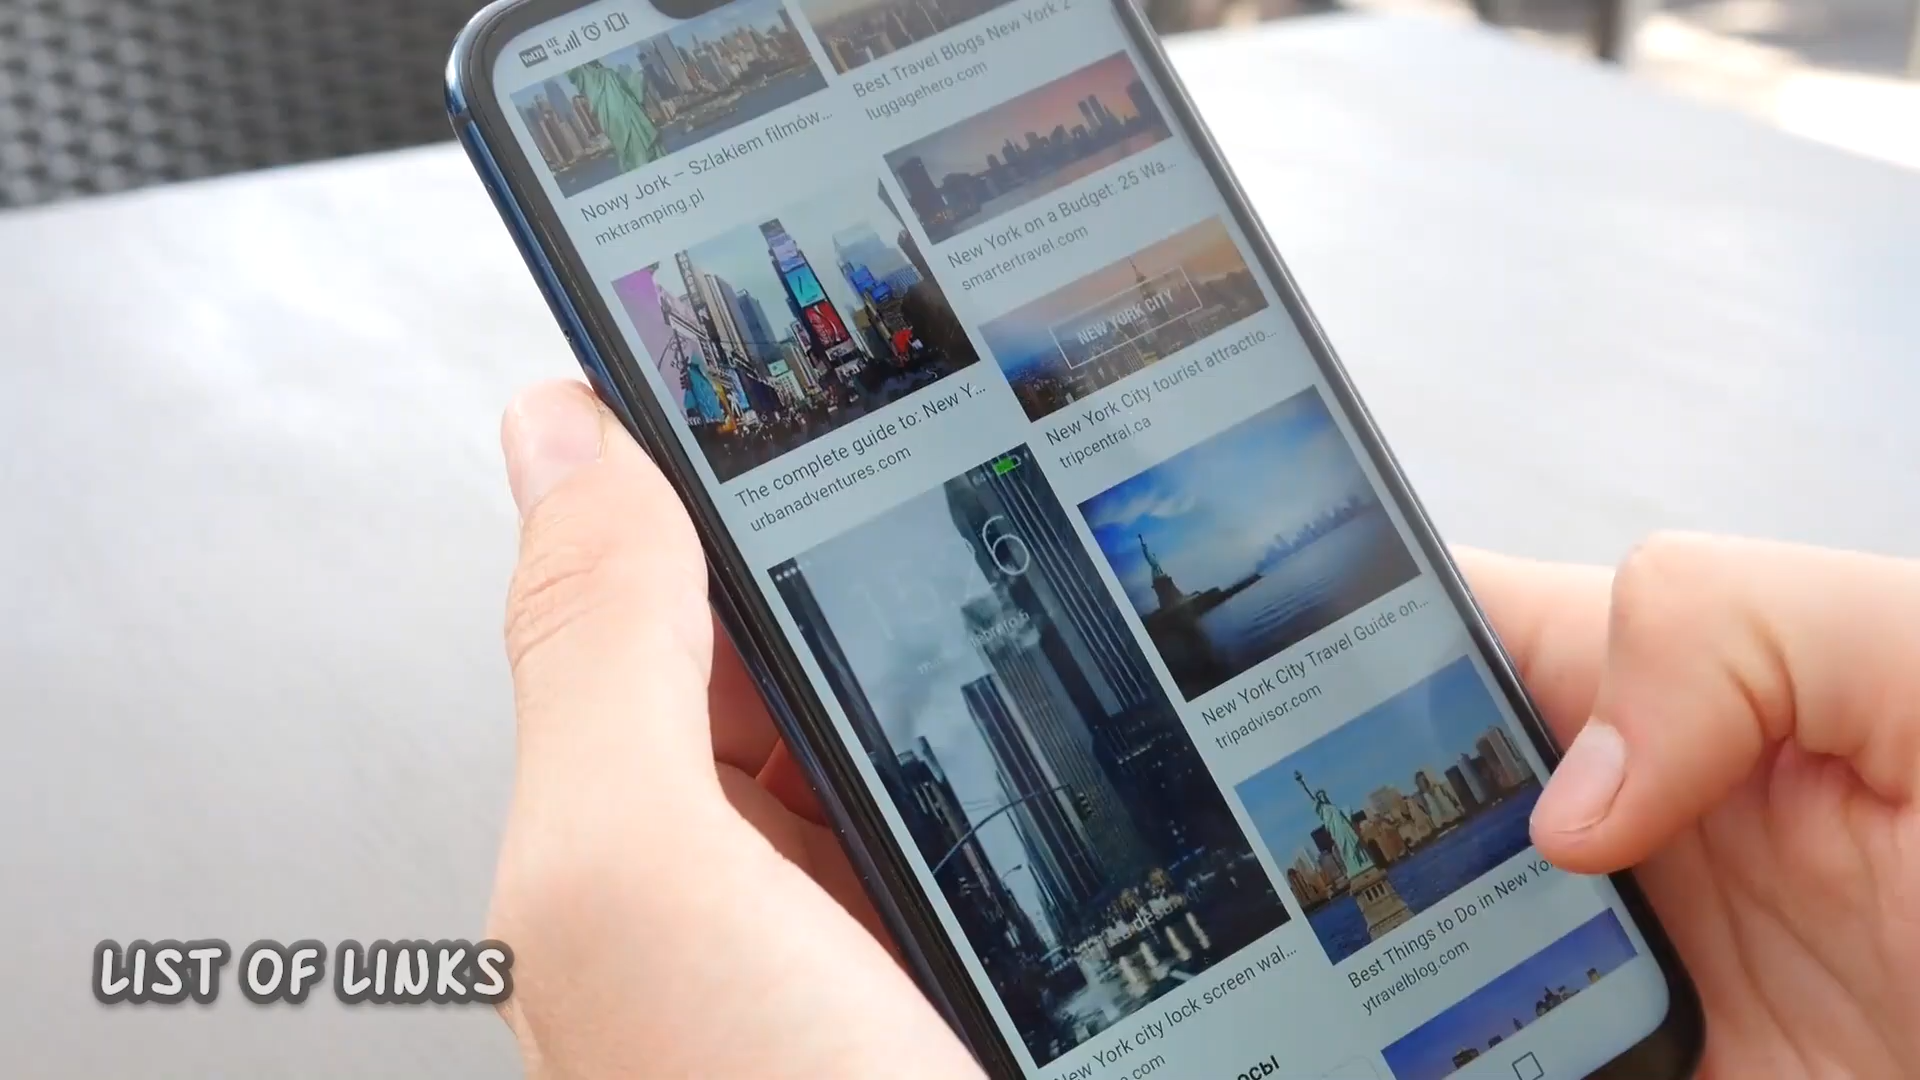 VoLTE LTE
Best Travel Blogs New York 2
luggagehero.com
Nowy Jork – Szlakiem filmów...
mktramping.pl
New York on a Budget: 25 Wa...
smartertravel.com
NEW YORK CITY
New York City tourist attractio...
tripcentral.ca
The complete guide to: New Y...
urbanadventures.com
New York City Travel Guide on...
tripadvisor.com
Best Things to Do in New Yo
ytravelblog.com
New York city lock screen wal...
e.com
LIST OF LINKS